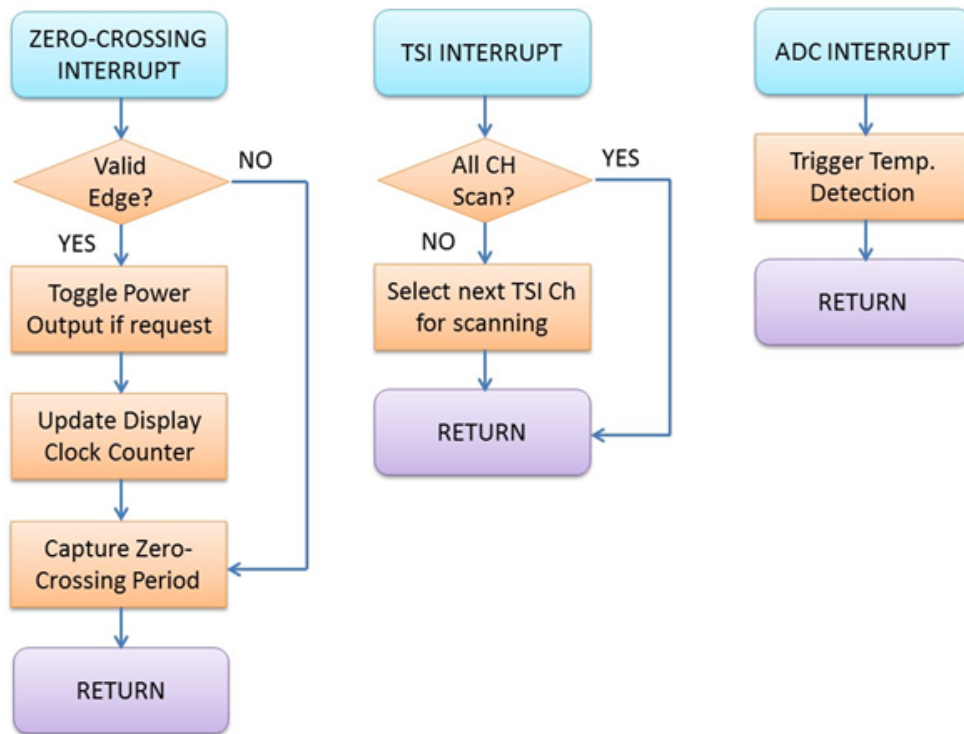 ZERO-CROSSING
INTERRUPT
Valid
Edge?
NO
YES
Toggle Power
Output if request
Update Display
Clock Counter
Capture Zero-
Crossing Period
RETURN
TSI INTERRUPT
All CH
Scan?
YES
NO
Select next TSI Ch
for scanning
RETURN
ADC INTERRUPT
Trigger Temp.
Detection
RETURN